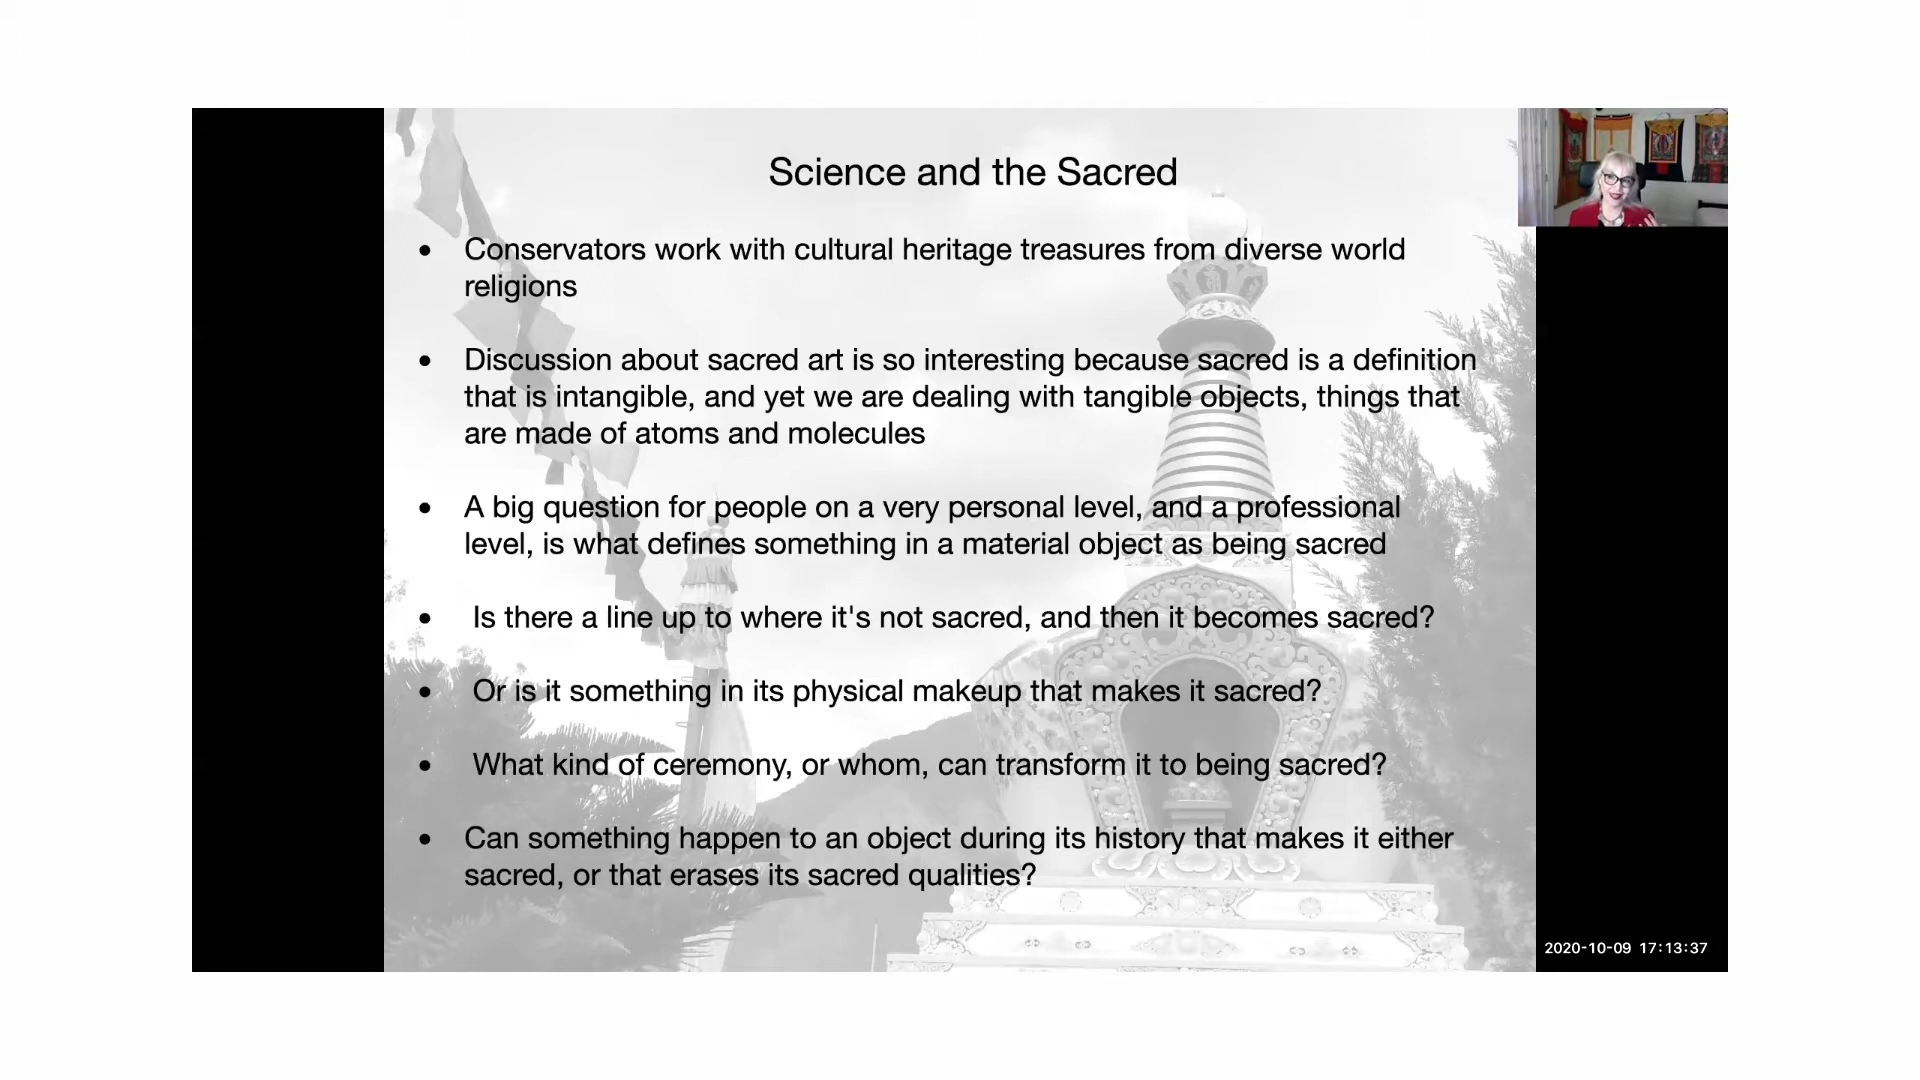 Science and the Sacred
• Conservators work with cultural heritage treasures from diverse world
religions
• Discussion about sacred art is so interesting because sacred is a definition
that is intangible, and yet we are dealing with tangible objects, things that
are made of atoms and molecules
• A big question for people on a very personal level, and a professional
level, is what defines something in a material object as being sacred
• Is there a line up to where it's not sacred, and then it becomes sacred?
• Or is it something in its physical makeup that makes it sacred?
• What kind of ceremony, or whom, can transform it to being sacred?
• Can something happen to an object during its history that makes it either
sacred, or that erases its sacred qualities?
2020-10-09 17:13:37